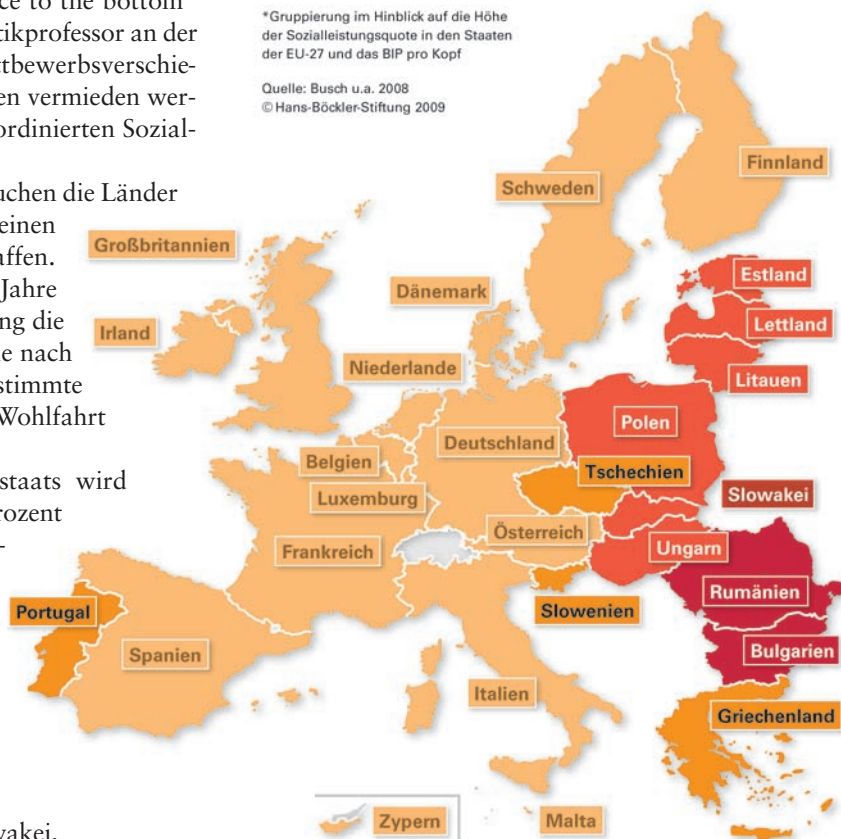 ce to the bottom
tikprofessor an der
ttbewerbsverschie-
en vermieden wer-
ordinierten Sozial-
uchen die Länder
einen
affen.
Jahre
ng die
e nach
stimmte
Wohlfahrt
staats wird
rozent
-
wakei,
*Gruppierung im Hinblick auf die Höhe
der Sozialleistungsquote in den Staaten
der EU-27 und das BIP pro Kopf
Quelle: Busch u.a. 2008
© Hans-Böckler-Stiftung 2009
Finnland
Schweden
Großbritannien
Estland
Dänemark
Lettland
Irland
Niederlande
Litauen
Polen
Deutschland
Belgien
Tschechien
Luxemburg
Slowakei
Österreich
Frankreich
Ungarn
Rumänien
Portugal
Slowenien
Spanien
Bulgarien
Italien
Griechenland
Zypern
Malta